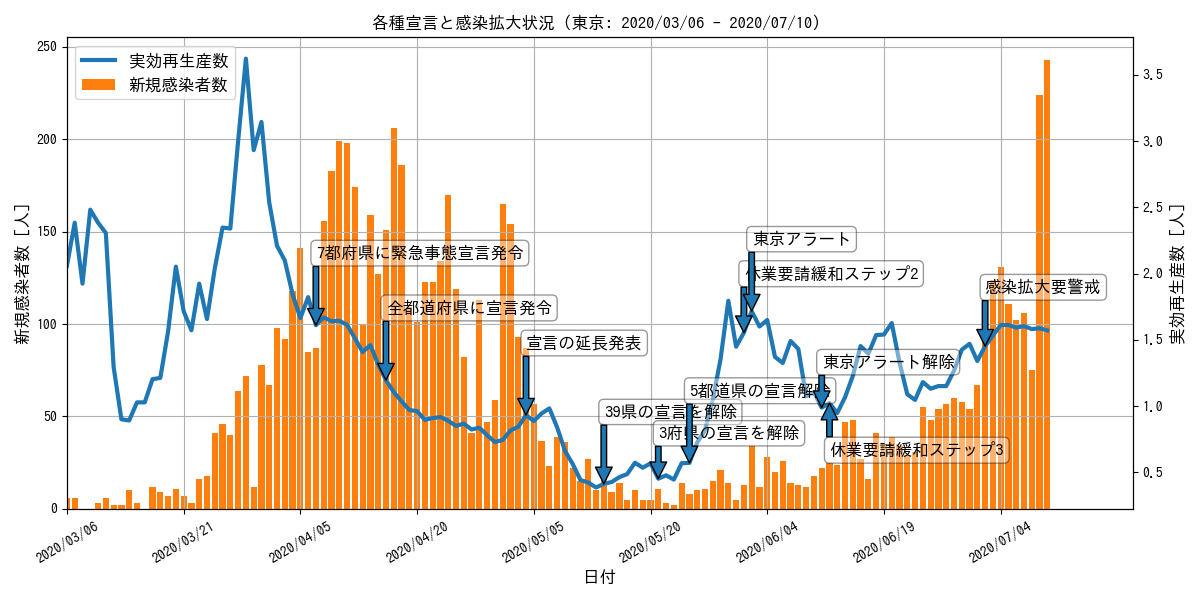 各種宣言と感染拡大状況 (東京: 2020/03/06 - 2020/07/10)
実効再生産数
新規感染者数
新規感染者数 [人]
250
200
150
100
50
0
3.5
3.0
2.5
2.0
1.5
1.0
0.5
実効再生産数 [人]
7都府県に緊急事態宣言発令
全都道府県に宣言発令
宣言の延長発表
39県の宣言を解除
3府県の宣言を解除
5都道県の宣言解除
休業要請緩和ステップ2
東京アラート
東京アラート解除
休業要請緩和ステップ3
感染拡大要警戒
2020/03/06
2020/03/21
2020/04/05
2020/04/20
2020/05/05
2020/05/20
2020/06/04
2020/06/19
2020/07/04
日付